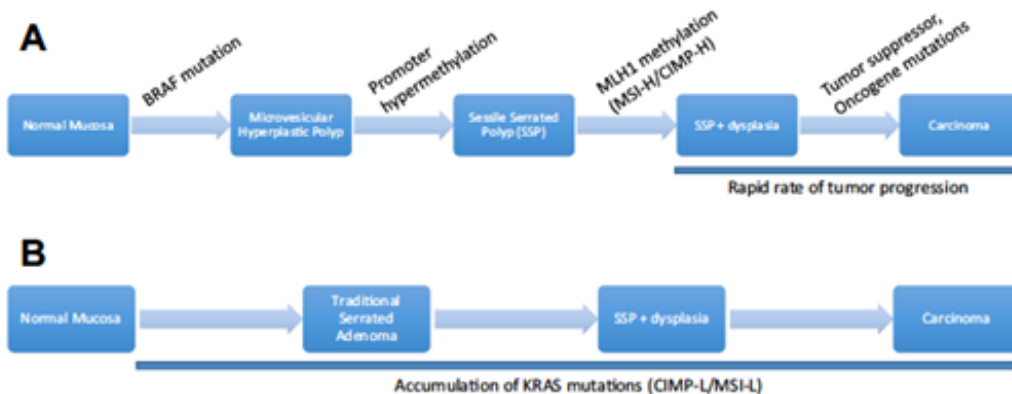 A
BRAF mutation
Promoter
hypermethylation
MLH1 methylation
(MSI-H/CIMP-H)
Tumor suppressor,
Oncogene mutations
Normal Mucosa
Microvesicular
Hyperplastic Polyp
Sessile Serrated
Polyp (SSP)
SSP + dysplasia
Carcinoma
Rapid rate of tumor progression
B
Normal Mucosa
Traditional
Serrated
Adenoma
SSP + dysplasia
Carcinoma
Accumulation of KRAS mutations (CIMP-L/MSI-L)